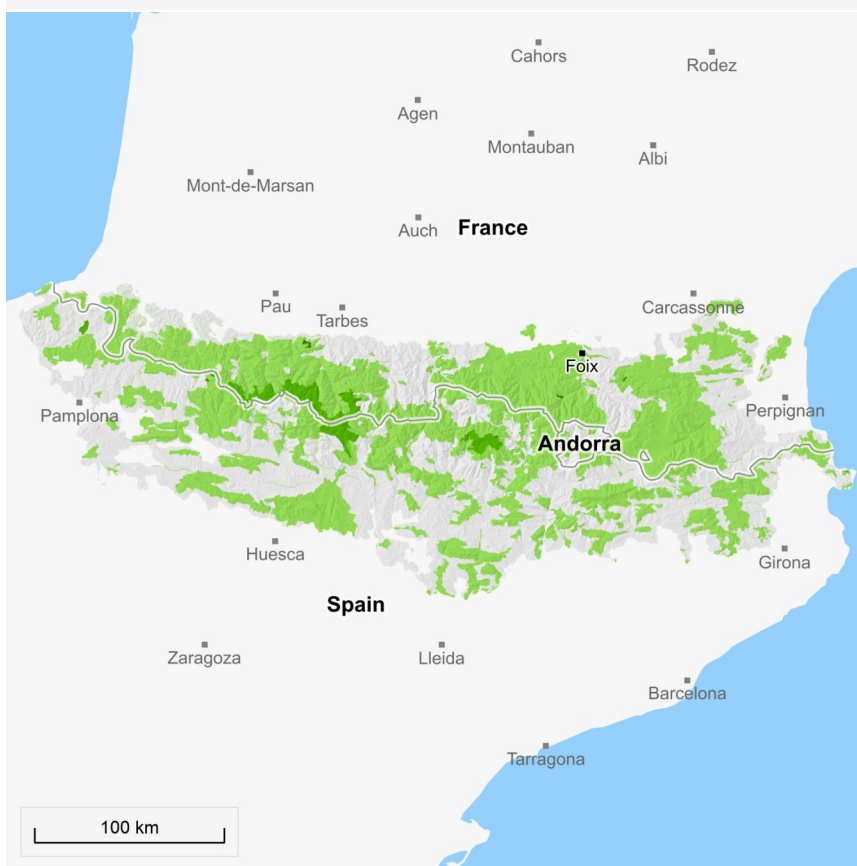 Cahors
Rodez
Agen
Montauban
Albi
Mont-de-Marsan
Auch
France
Pau
Tarbes
Carcassonne
Foix
Pamplona
Perpignan
Andorra
Huesca
Girona
Spain
Zaragoza
Lleida
Barcelona
Tarragona
100 km